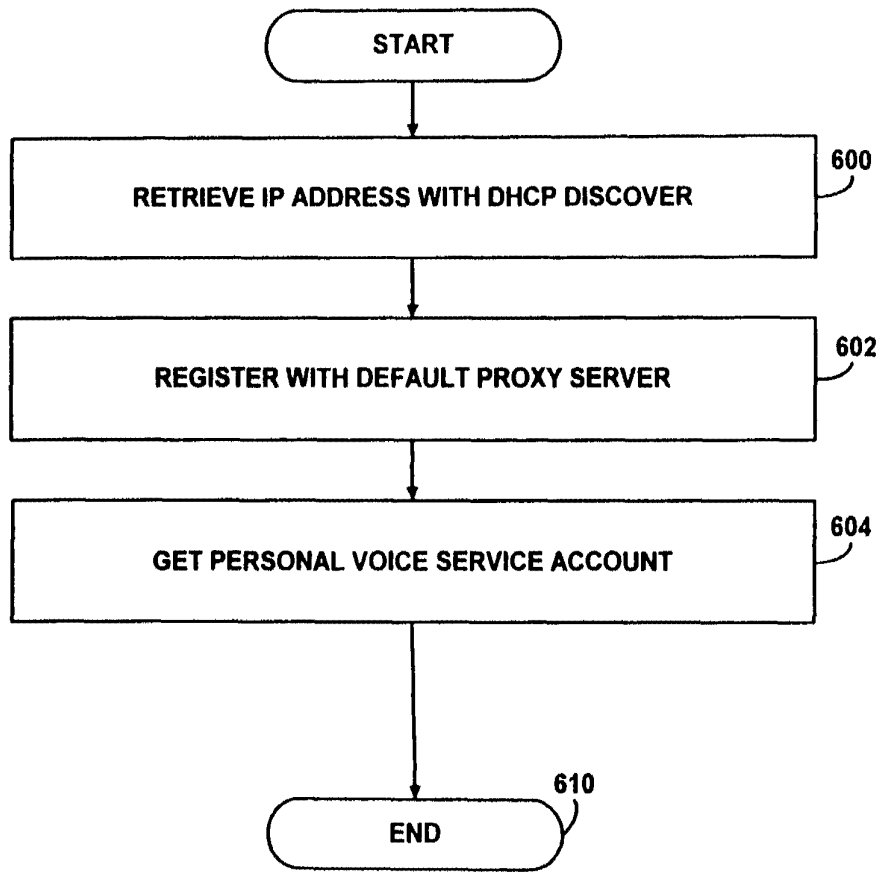 START
RETRIEVE IP ADDRESS WITH DHCP DISCOVER
600
REGISTER WITH DEFAULT PROXY SERVER
602
GET PERSONAL VOICE SERVICE ACCOUNT
604
END
610